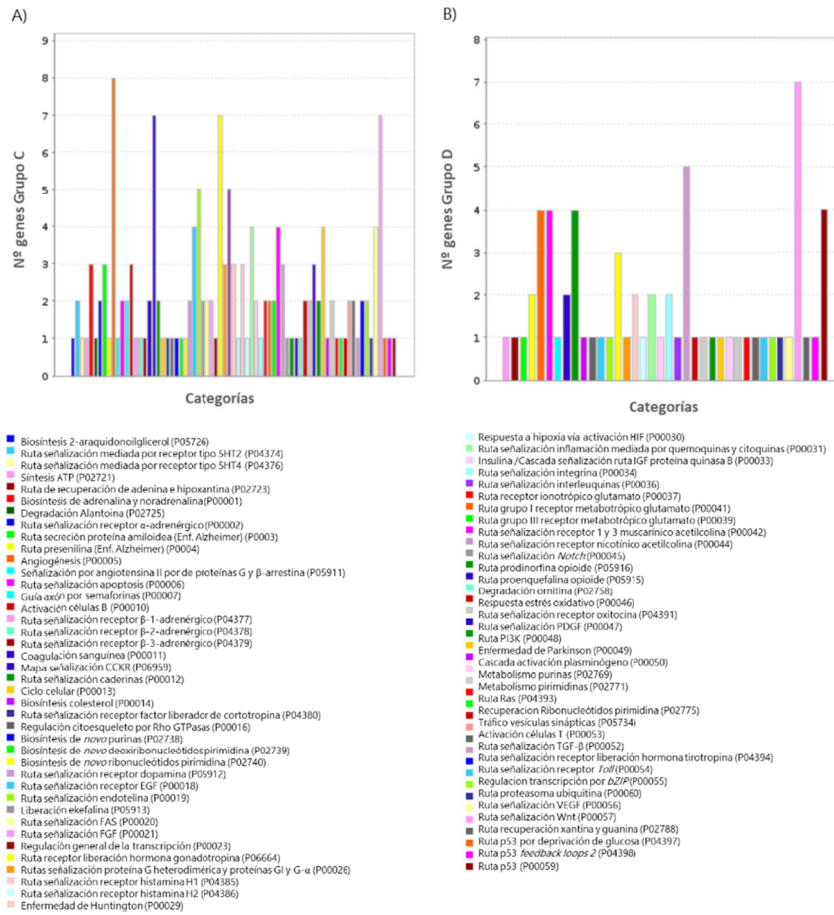 A)
9
8
7
6
5
4
3
2
1
0
Nº genes Grupo C
Categorías
B)
8
7
6
5
4
3
2
1
0
Nº genes Grupo D
Categorías
Biosíntesis 2-araquidonoilglicerol (P05726)
Ruta señalización mediada por receptor tipo 5HT2 (P04374)
Ruta señalización mediada por receptor tipo 5HT4 (P04376)
Síntesis ATP (P02721)
Ruta de recuperación de adenina e hipoxantina (P02723)
Biosíntesis de adrenalina y noradrenalina(P00001)
Degradación Alantoina (P02725)
Ruta señalización receptor α-adrenérgico (P00002)
Ruta secreción proteína amiloidea (Enf. Alzheimer) (P0003)
Ruta presenilina (Enf. Alzheimer) (P0004)
Angiogénesis (P00005)
Señalización por angiotensina II por de proteínas G y β-arrestina (P05911)
Ruta señalización apoptosis (P00006)
Guía axón por semaforinas (P00007)
Activación células B (P00010)
Ruta señalización receptor β-1-adrenérgico (P04377)
Ruta señalización receptor β-2-adrenérgico (P04378)
Ruta señalización receptor β-3-adrenérgico (P04379)
Coagulación sanguínea (P00011)
Mapa señalización CCKR (P06959)
Ruta señalización caderinas (P00012)
Ciclo celular (P00013)
Biosíntesis colesterol (P00014)
Ruta señalización receptor factor liberador de cortotropina (P04380)
Regulación citoesqueleto por Rho GTPasas (P00016)
Biosíntesis de novo purinas (P02738)
Biosíntesis de novo deoxiribonucleótidos pirimidina (P02739)
Biosíntesis de novo ribonucleótidos pirimidina (P02740)
Ruta señalización receptor dopamina (P05912)
Ruta señalización receptor EGF (P00018)
Ruta señalización endotelina (P00019)
Liberación ekefalina (P05913)
Ruta señalización FAS (P00020)
Ruta señalización FGF (P00021)
Regulación general de la transcripción (P00023)
Ruta receptor liberación hormona gonadotropina (P06664)
Rutas señalización proteína G heterodimérica y proteínas GI y G-α (P00026)
Ruta señalización receptor histamina H1 (P04385)
Ruta señalización receptor histamina H2 (P04386)
Enfermedad de Huntington (P00029)
Respuesta a hipoxia vía activación HIF (P00030)
Ruta señalización inflamación mediada por quemoquinas y citoquinas (P00031)
Insulina /Cascada señalización ruta IGF proteína quinasa B (P00033)
Ruta señalización integrina (P00034)
Ruta señalización interleuquinas (P00036)
Ruta receptor ionotrópico glutamato (P00037)
Ruta grupo I receptor metabotrópico glutamato (P00041)
Ruta grupo III receptor metabotrópico glutamato (P00039)
Ruta señalización receptor 1 y 3 muscarínico acetilcolina (P00042)
Ruta señalización receptor nicotínico acetilcolina (P00044)
Ruta señalización Notch (P00045)
Ruta prodinorfina opioide (P05916)
Ruta proenquefalina opioide (P05915)
Degradación ornitina (P02758)
Respuesta estrés oxidativo (P00046)
Ruta señalización receptor oxitocina (P04391)
Ruta señalización PDGF (P00047)
Ruta PI3K (P00048)
Enfermedad de Parkinson (P00049)
Cascada activación plasminógeno (P00050)
Metabolismo purinas (P02769)
Metabolismo pirimidinas (P02771)
Ruta Ras (P04393)
Recuperacion Ribonucleótidos pirimidina (P02775)
Tráfico vesículas sinápticas (P05734)
Activación células T (P00053)
Ruta señalización TGF-β (P00052)
Ruta señalización receptor liberación hormona tirotropina (P04394)
Ruta señalización receptor Toll (P00054)
Regulacion transcripción por bZIP (P00055)
Ruta proteasoma ubiquitina (P00060)
Ruta señalización VEGF (P00056)
Ruta señalización Wnt (P00057)
Ruta recuperación xantina y guanina (P02788)
Ruta p53 por deprivación de glucosa (P04397)
Ruta p53 feedback loops 2 (P04398)
Ruta p53 (P00059)